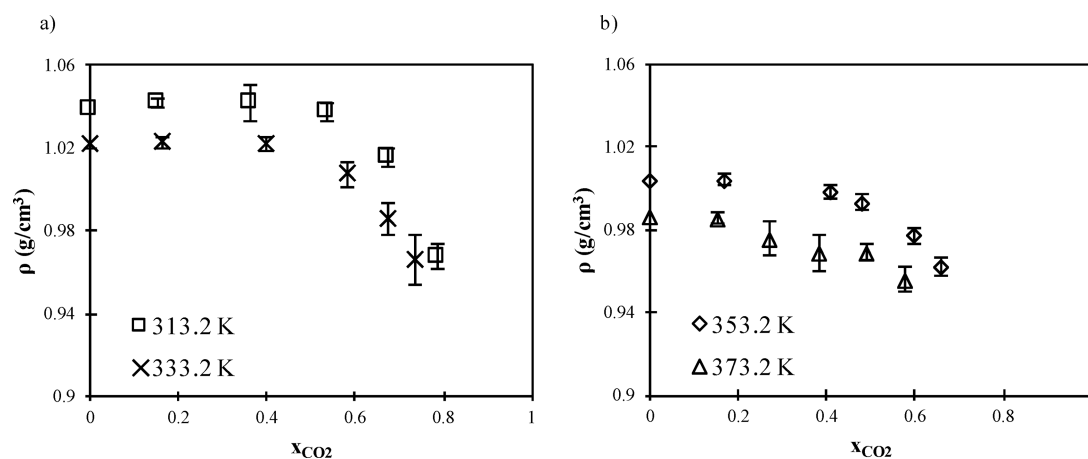 a)
1.06
1.02
0.98
0.94
0.9
ρ (g/cm³)
313.2 K
333.2 K
0 0.2 0.4 0.6 0.8 1
xCO2
b)
1.06
1.02
0.98
0.94
0.9
ρ (g/cm³)
353.2 K
373.2 K
0 0.2 0.4 0.6 0.8
xCO2